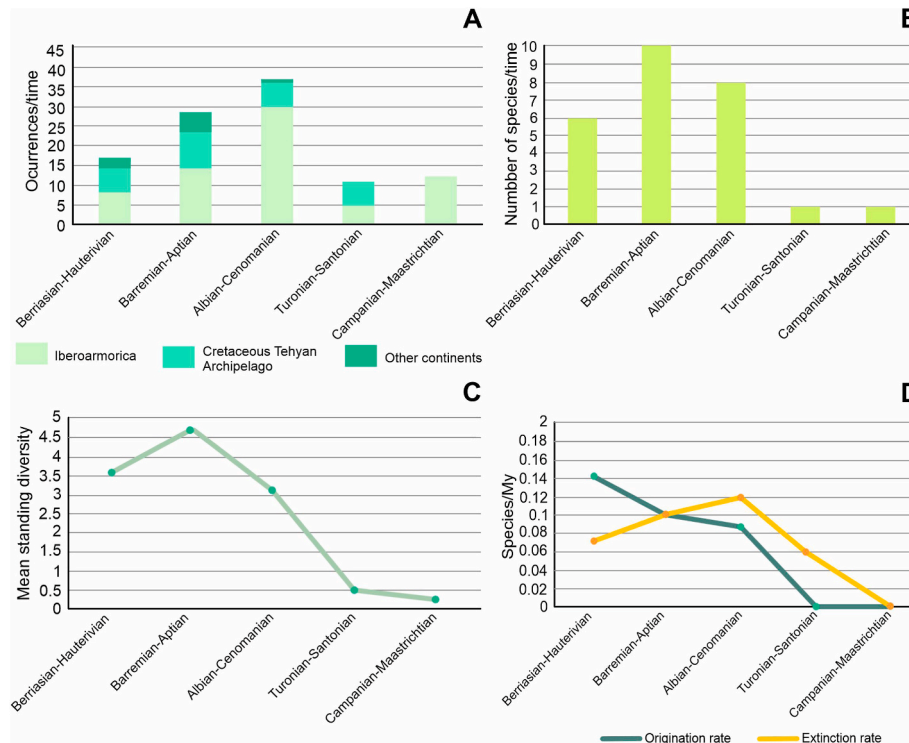 A
Ocurrences/time
45
40
35
30
25
20
15
10
5
0
Berriasian-Hauterivian
Barremian-Aptian
Albian-Cenomanian
Turonian-Santonian
Campanian-Maastrichtian
Iberoarmorica
Cretaceous Tehyan
Archipelago
Other continents
B
Numbber of species/time
10
9
8
7
6
5
4
3
2
1
0
Berriasian-Hauterivian
Barremian-Aptian
Albian-Cenomanian
Turonian-Santonian
Campanian-Maastrichtian
C
Mean standing diversity
5
4.5
3.5
3
2.5
2
1.5
1
0.5
0
Berriasian-Hauterivian
Barremian-Aptian
Albian-Cenomanian
Turonian-Santonian
Campanian-Maastrichtian
D
Species/My
2
0.18
0.16
0.14
0.12
0.10
0.08
0.06
0.04
0.02
0
Berriasian-Hauterivian
Barremian-Aptian
Albian-Cenomanian
Turonian-Santonian
Campanian-Maastrichtian
Origination rate
Extinction rate